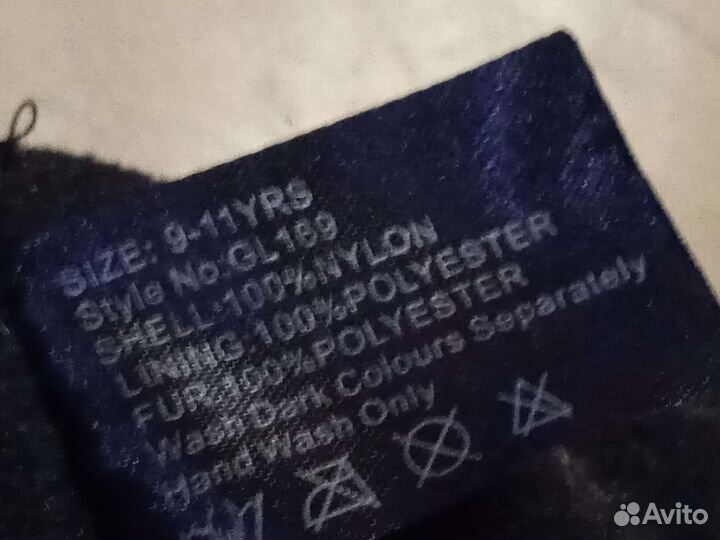 SIZE: 9-11YRS
Style No:GL169
SHELL:100%NYLON
LINING:100%POLYESTER
FUR:100%POLYESTER
Wash Dark Colours Separately
Hand Wash Only
Avito